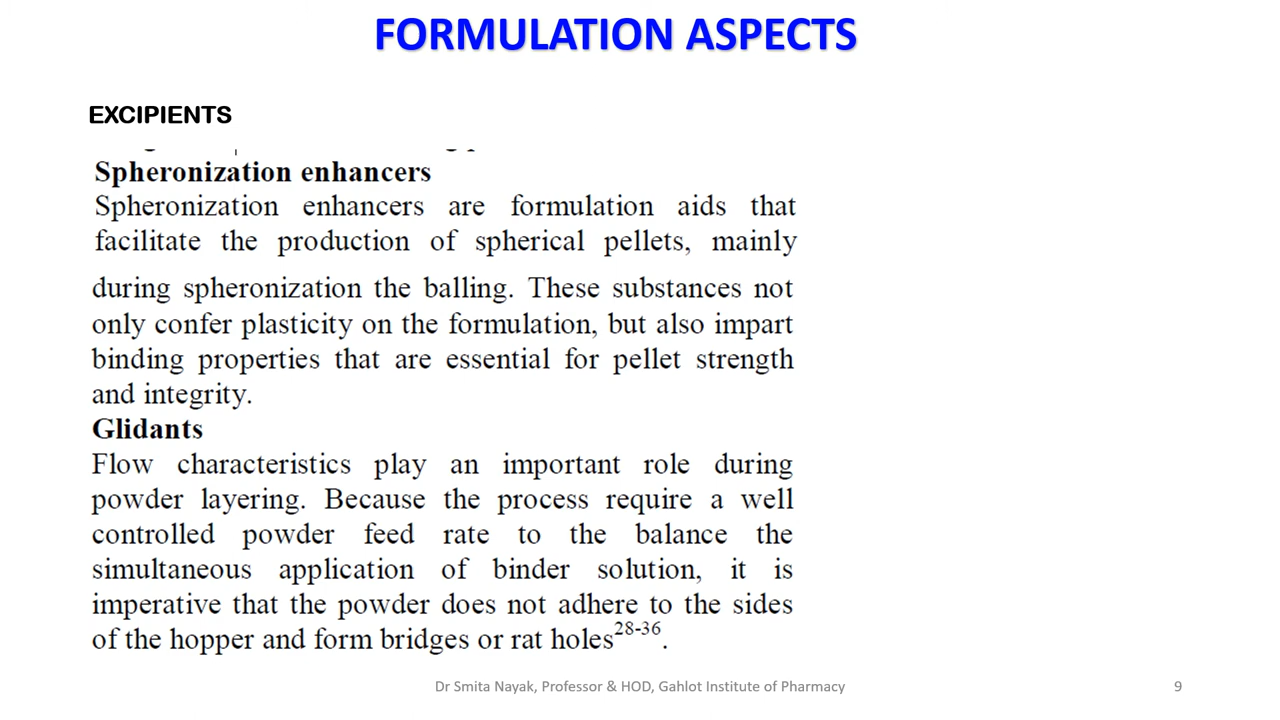 FORMULATION ASPECTS
EXCIPIENTS
Spheronization enhancers
Spheronization enhancers are formulation aids that
facilitate the production of spherical pellets, mainly
during spheronization the balling. These substances not
only confer plasticity on the formulation, but also impart
binding properties that are essential for pellet strength
and integrity.
Glidants
Flow characteristics play an important role during
powder layering. Because the process require a well
controlled powder feed rate to the balance the
simultaneous application of binder solution, it is
imperative that the powder does not adhere to the sides
of the hopper and form bridges or rat holes28-36.
Dr Smita Nayak, Professor & HOD, Gahlot Institute of Pharmacy
9